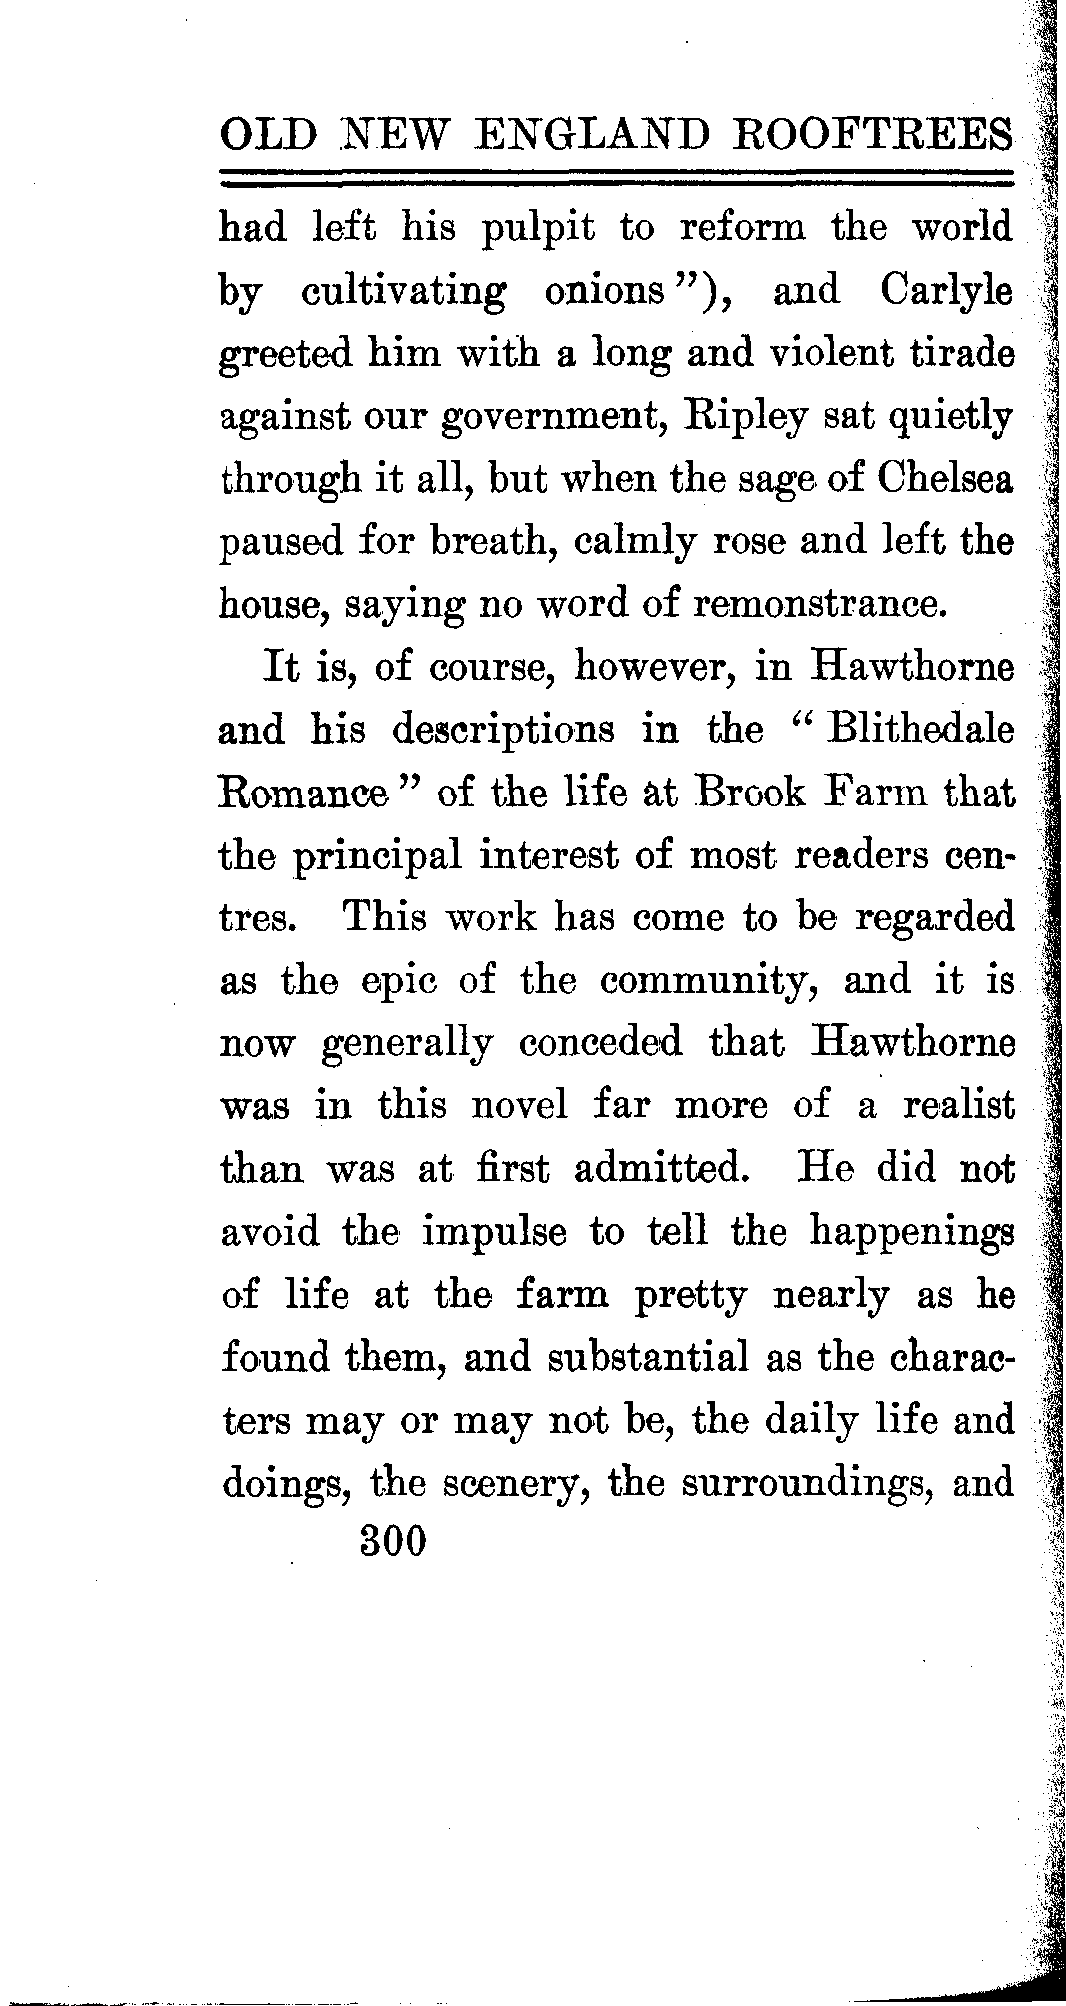 OLD NEW ENGLAND ROOFTREES
had left his pulpit to reform the world
by cultivating onions"), and Carlyle
greeted him with a long and violent tirade
against our government, Ripley sat quietly
through it all, but when the sage of Chelsea
paused for breath, calmly rose and left the
house, saying no word of remonstrance.
It is, of course, however, in Hawthorne
and his descriptions in the "Blithedale
Romance" of the life at Brook Farm that
the principal interest of most readers cen-
tres. This work has come to be regarded
as the epic of the community, and it is
now generally conceded that Hawthorne
was in this novel far more of a realist
than was at first admitted. He did not
avoid the impulse to tell the happenings
of life at the farm pretty nearly as he
found them, and substantial as the charac-
ters may or may not be, the daily life and
doings, the scenery, the surroundings, and
300